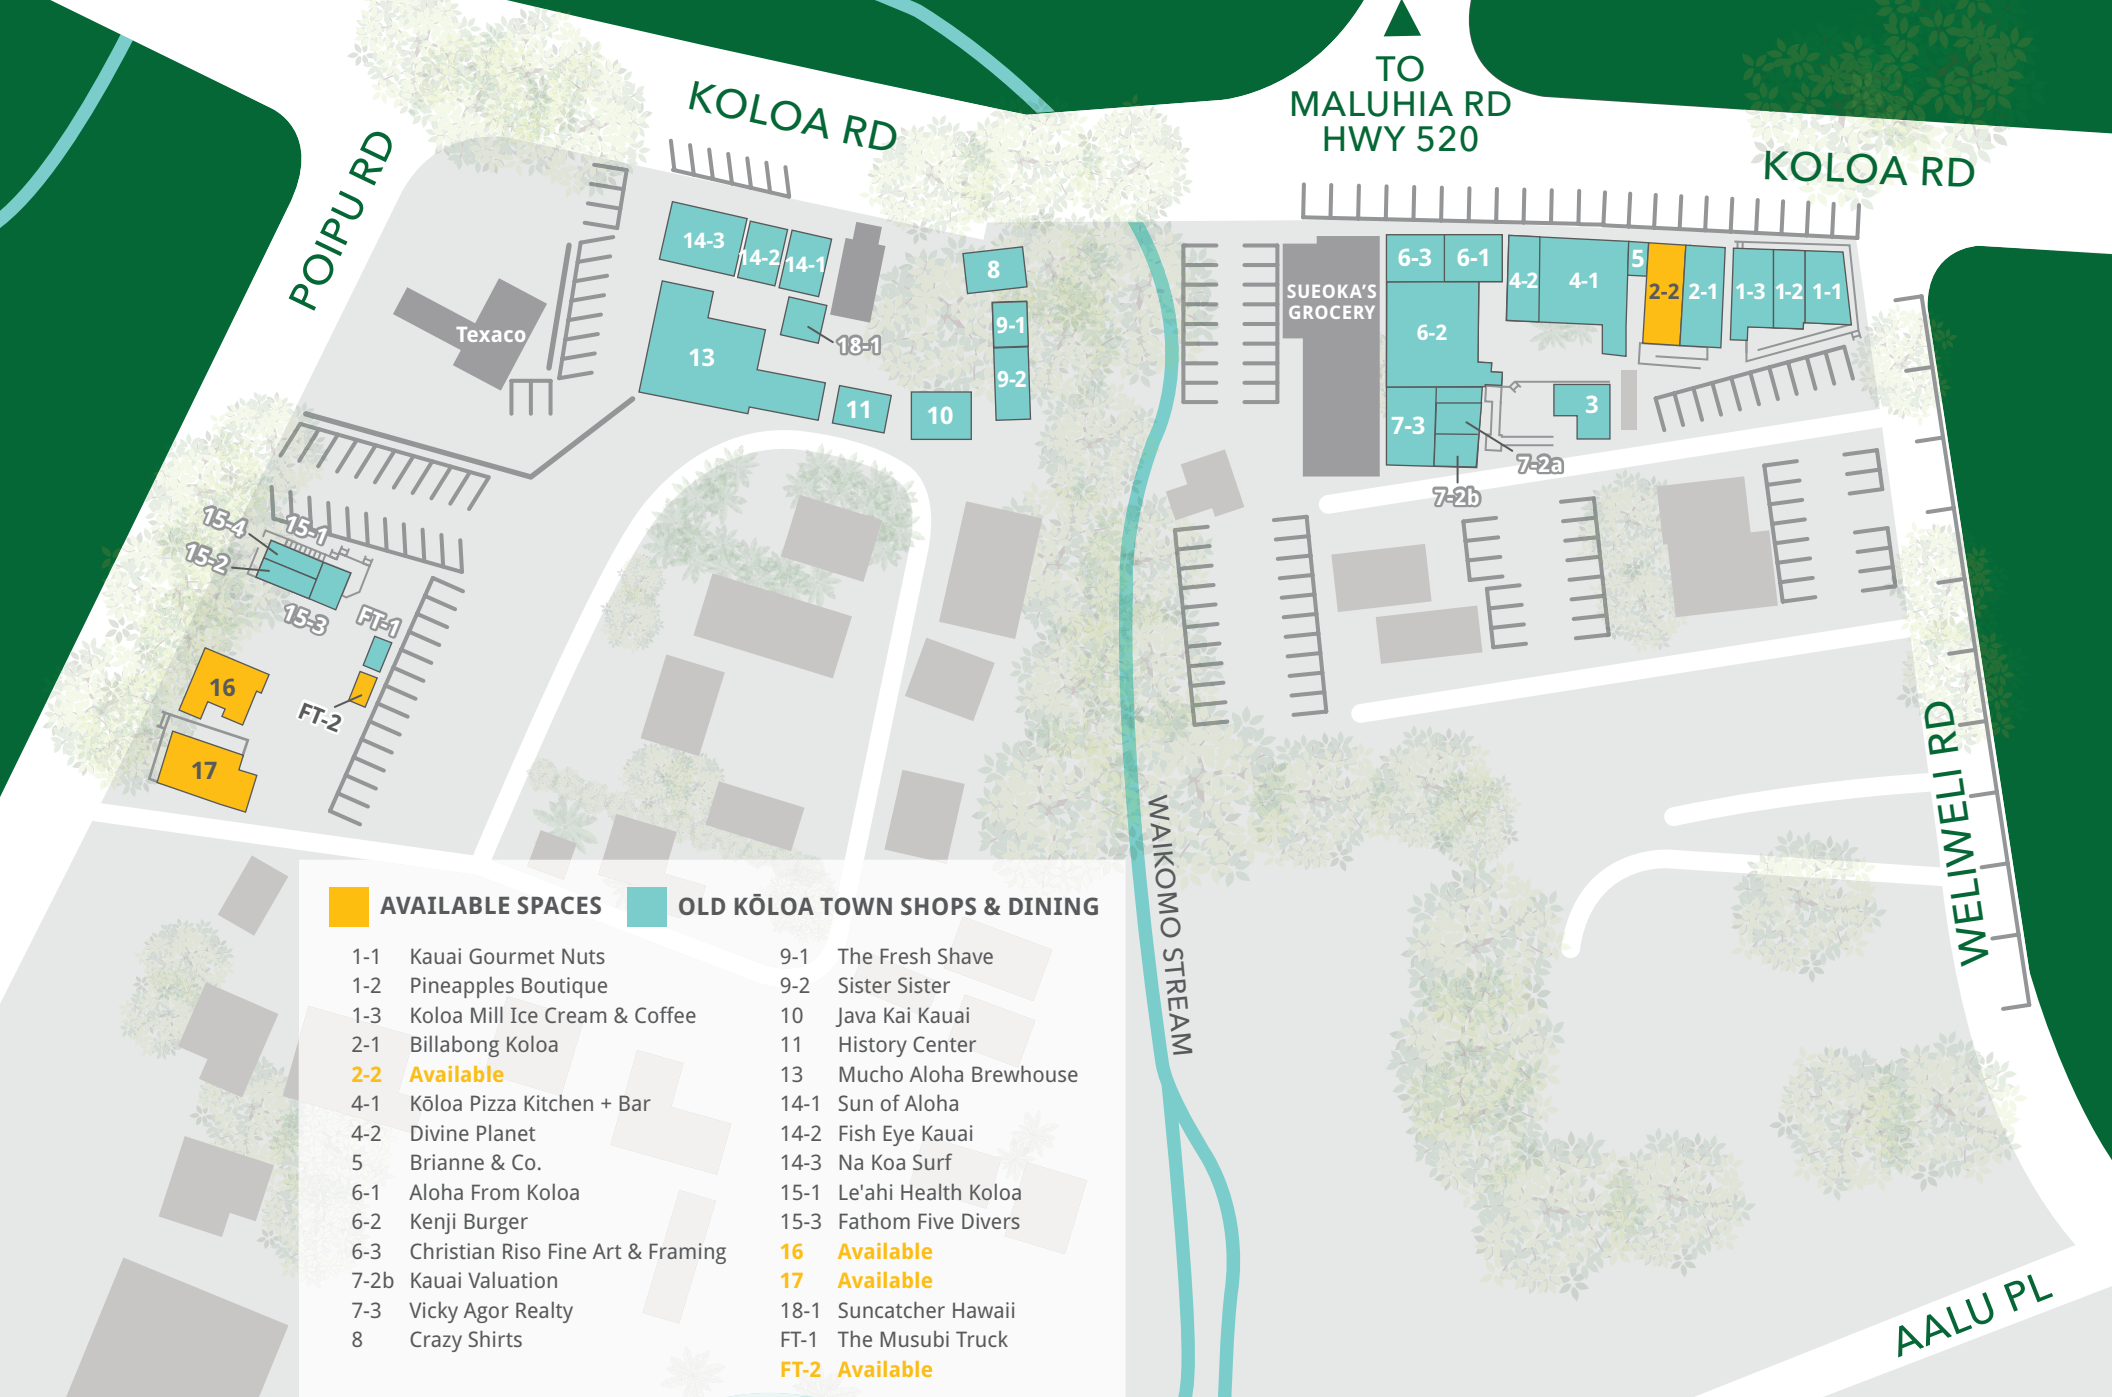 KOLOA RD
TO
MALUHIA RD
HWY 520
KOLOA RD
POIPU RD
14-3
14-2
14-1
8
18-1
13
9-1
9-2
11
10
Texaco
SUEOKA'S
GROCERY
6-3
6-1
6-2
4-2
4-1
5
2-2
2-1
1-3
1-2
1-1
3
7-3
7-2a
7-2b
15-4
15-1
15-2
15-3
FT-1
FT-2
16
17
WAIKOMO STREAM
WELIWELI RD
AALU PL
AVAILABLE SPACES
OLD KŌLOA TOWN SHOPS & DINING
1-1 Kauai Gourmet Nuts
1-2 Pineapples Boutique
1-3 Koloa Mill Ice Cream & Coffee
2-1 Billabong Koloa
2-2 Available
4-1 Kōloa Pizza Kitchen + Bar
4-2 Divine Planet
5 Brianne & Co.
6-1 Aloha From Koloa
6-2 Kenji Burger
6-3 Christian Riso Fine Art & Framing
7-2b Kauai Valuation
7-3 Vicky Agor Realty
8 Crazy Shirts
9-1 The Fresh Shave
9-2 Sister Sister
10 Java Kai Kauai
11 History Center
13 Mucho Aloha Brewhouse
14-1 Sun of Aloha
14-2 Fish Eye Kauai
14-3 Na Koa Surf
15-1 Le'ahi Health Koloa
15-3 Fathom Five Divers
16 Available
17 Available
18-1 Suncatcher Hawaii
FT-1 The Musubi Truck
FT-2 Available